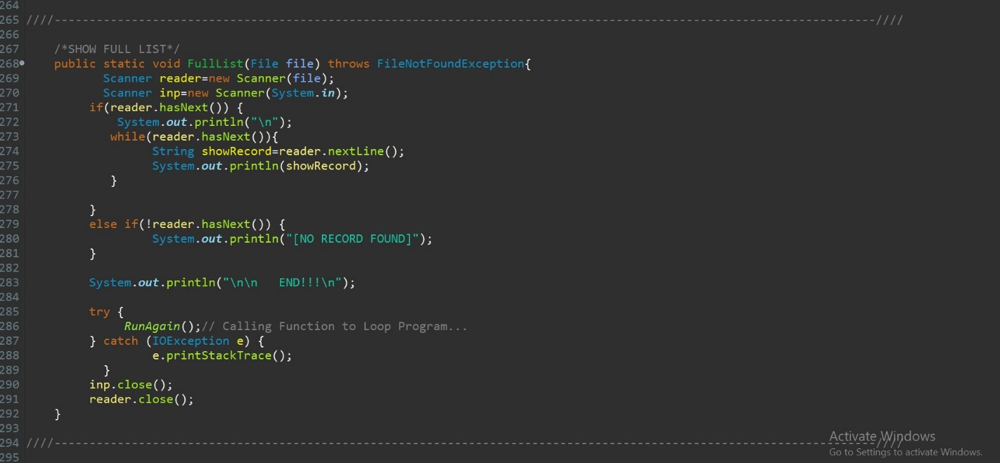 264
265 ////---------------------------------------------------------------------------------------------------------------------////
266
267 /*SHOW FULL LIST*/
268 public static void FullList(File file) throws FileNotFoundException{
269 Scanner reader=new Scanner(file);
270 Scanner inp=new Scanner(System.in);
271 if(reader.hasNext()) {
272 System.out.println("\n");
273 while(reader.hasNext()){
274 String showRecord=reader.nextLine();
275 System.out.println(showRecord);
276 }
277
278 }
279 else if(!reader.hasNext()) {
280 System.out.println("[NO RECORD FOUND]");
281 }
282
283 System.out.println("\n\n   END!!!\n");
284
285 try {
286 RunAgain();// Calling Function to Loop Program...
287 } catch (IOException e) {
288 e.printStackTrace();
289 }
290 inp.close();
291 reader.close();
292 }
293
294 ////---------------------------------------------------------------------------------------------------------------------////
295
Activate Windows
Go to Settings to activate Windows.